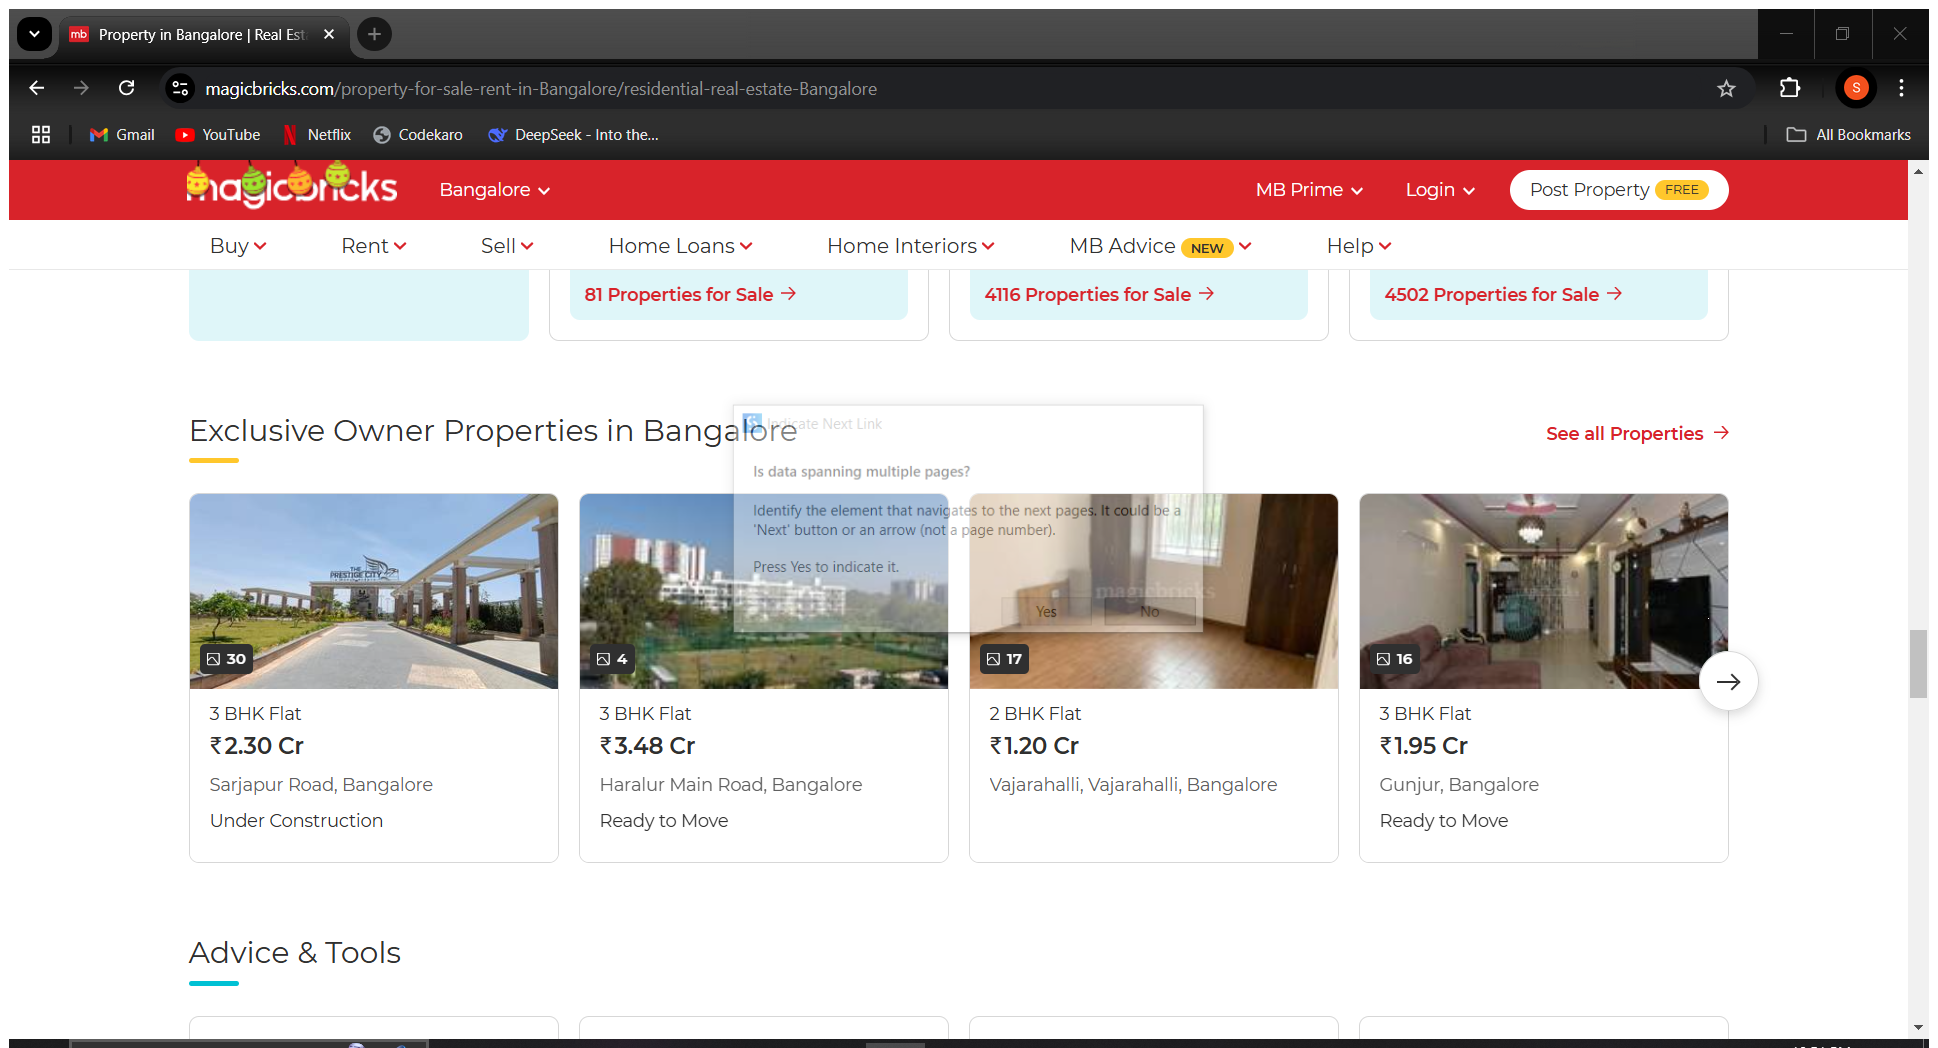 mb Property in Bangalore | Real Est
magicbricks.com/property-for-sale-rent-in-Bangalore/residential-real-estate-Bangalore
S
Gmail YouTube Netflix Codekaro DeepSeek - Into the... All Bookmarks
magicbricks Bangalore MB Prime Login Post Property FREE
Buy Rent Sell Home Loans Home Interiors MB Advice NEW Help
81 Properties for Sale → 4116 Properties for Sale → 4502 Properties for Sale →
Exclusive Owner Properties in Bangalore
See all Properties →
Indicate Next Link
Is data spanning multiple pages?
Identify the element that navigates to the next pages. It could be a
'Next' button or an arrow (not a page number).
Press Yes to indicate it.
Yes No
THE
PRESTIGE CITY
magicbricks
30 4 17 16
3 BHK Flat 3 BHK Flat 2 BHK Flat 3 BHK Flat
₹2.30 Cr ₹3.48 Cr ₹1.20 Cr ₹1.95 Cr
Sarjapur Road, Bangalore Haralur Main Road, Bangalore Vajarahalli, Vajarahalli, Bangalore Gunjur, Bangalore
Under Construction Ready to Move Ready to Move
Advice & Tools